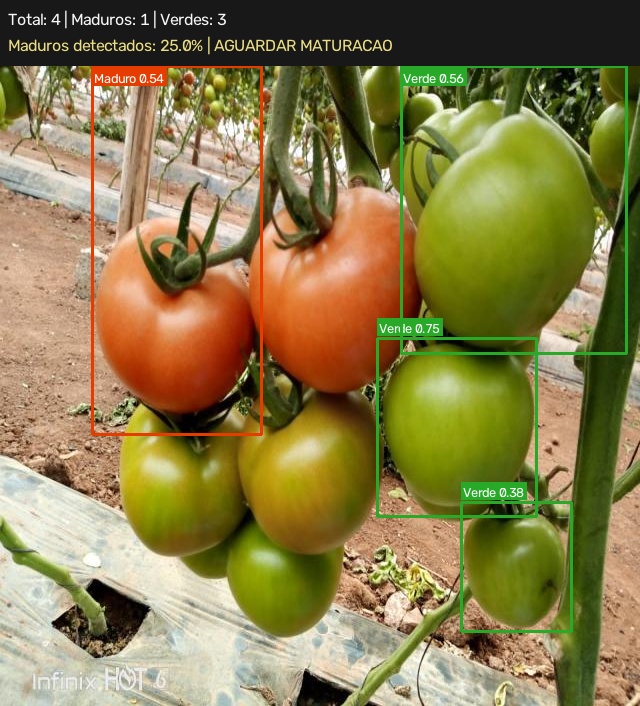 Total: 4 | Maduros: 1 | Verdes: 3
Maduros detectados: 25.0% | AGUARDAR MATURACAO
Maduro 0.54
Verde 0.56
Verde 0.75
Verde 0.38
Infinix HOT 6